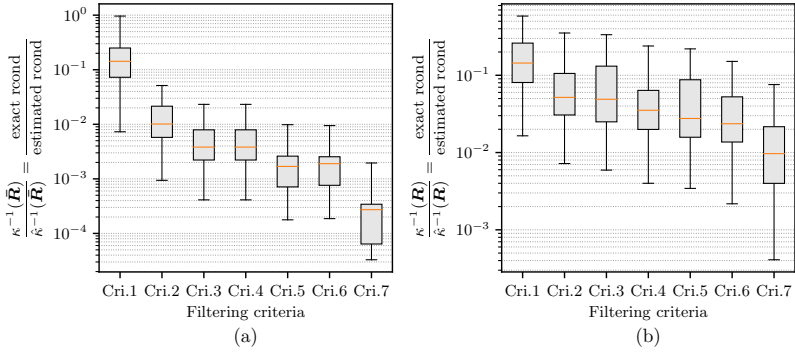 κ⁻¹(R̄) / κ̂⁻¹(R̄) = exact rcond / estimated rcond
10⁰
10⁻¹
10⁻²
10⁻³
10⁻⁴
Cri.1 Cri.2 Cri.3 Cri.4 Cri.5 Cri.6 Cri.7
Filtering criteria
(a)
κ⁻¹(R) / κ̂⁻¹(R) = exact rcond / estimated rcond
10⁻¹
10⁻²
10⁻³
Cri.1 Cri.2 Cri.3 Cri.4 Cri.5 Cri.6 Cri.7
Filtering criteria
(b)